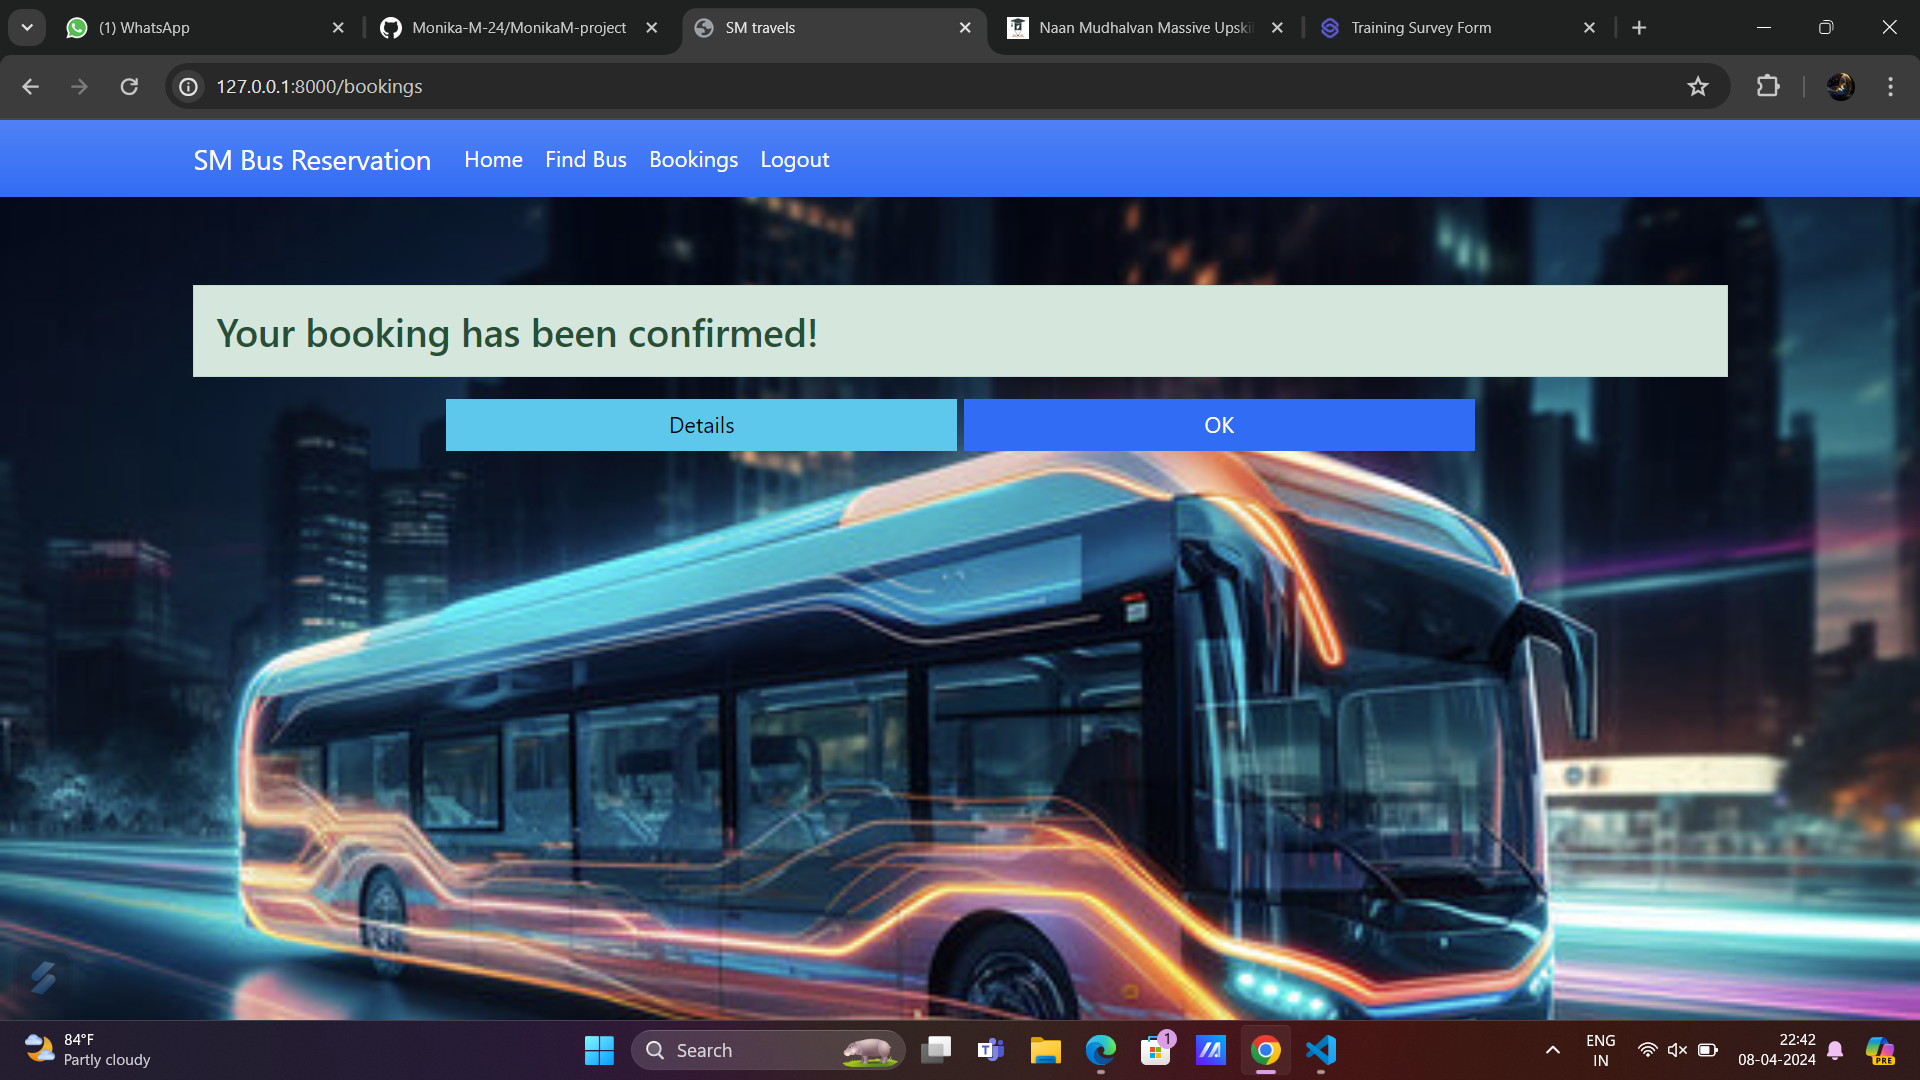 (1) WhatsApp
Monika-M-24/MonikaM-project
SM travels
Naan Mudhalvan Massive Upskil
Training Survey Form
127.0.0.1:8000/bookings
SM Bus Reservation
Home
Find Bus
Bookings
Logout
Your booking has been confirmed!
Details
OK
84°F
Partly cloudy
Search
1
ENG
IN
22:42
08-04-2024
PRE